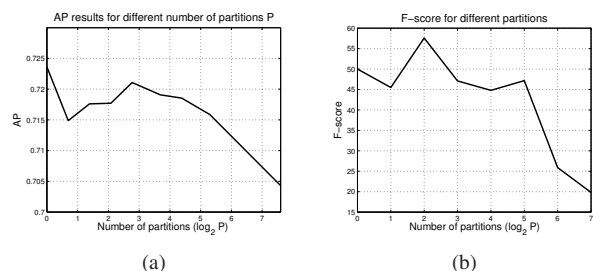 AP results for different number of partitions P
0.725
0.72
0.715
0.71
0.705
0.7
AP
0 1 2 3 4 5 6 7
Number of partitions (log2 P)
(a)
F−score for different partitions
60
55
50
45
40
35
30
25
20
15
F−score
0 1 2 3 4 5 6 7
Number of partitions (log2 P)
(b)